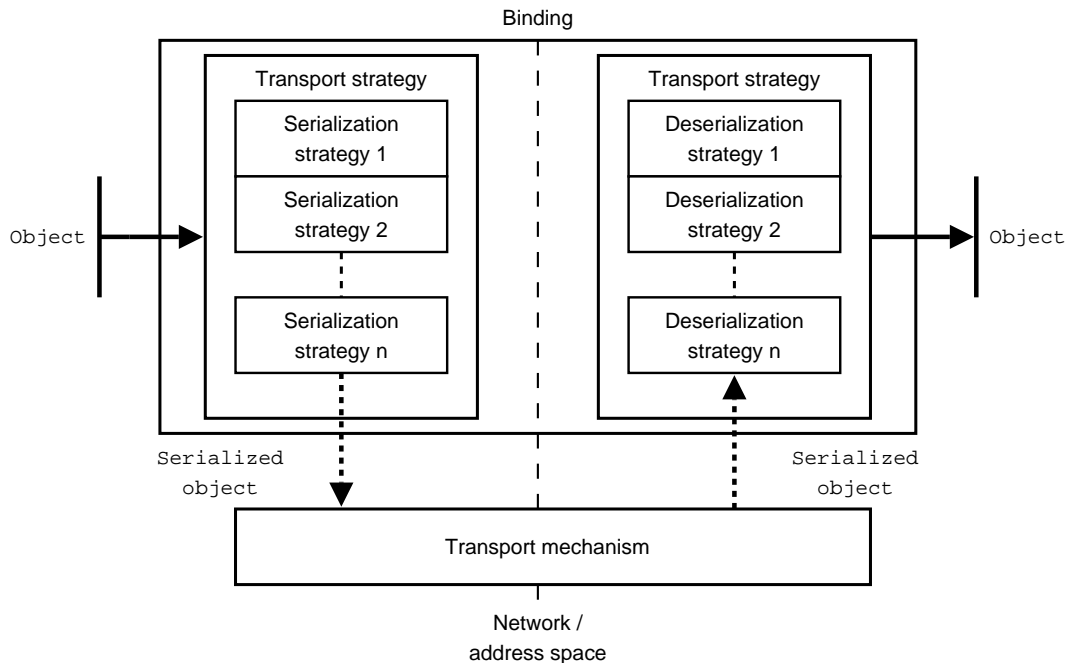 Binding
Transport strategy
Serialization
strategy 1
Serialization
strategy 2
Serialization
strategy n
Transport strategy
Deserialization
strategy 1
Deserialization
strategy 2
Deserialization
strategy n
Object
Object
Serialized
object
Serialized
object
Transport mechanism
Network /
address space